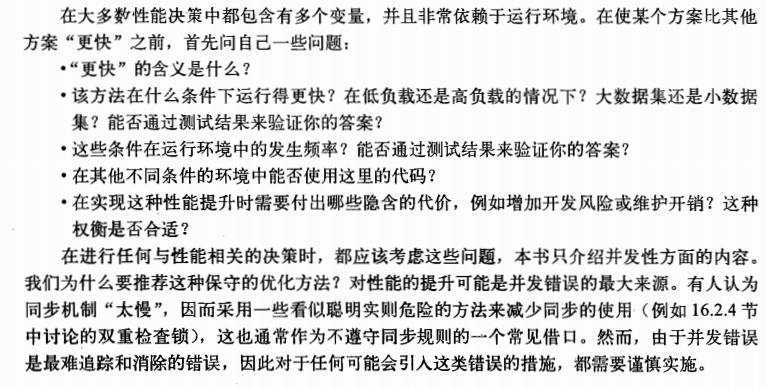 在大多数性能决策中都包含有多个变量，并且非常依赖于运行环境。在使某个方案比其他
方案“更快”之前，首先问自己一些问题：
•“更快”的含义是什么？
•该方法在什么条件下运行得更快？在低负载还是高负载的情况下？大数据集还是小数据
集？能否通过测试结果来验证你的答案？
•这些条件在运行环境中的发生频率？能否通过测试结果来验证你的答案？
•在其他不同条件的环境中能否使用这里的代码？
•在实现这种性能提升时需要付出哪些隐含的代价，例如增加开发风险或维护开销？这种
权衡是否合适？
在进行任何与性能相关的决策时，都应该考虑这些问题，本书只介绍并发性方面的内容。
我们为什么要推荐这种保守的优化方法？对性能的提升可能是并发错误的最大来源。有人认为
同步机制“太慢”，因而采用一些看似聪明实则危险的方法来减少同步的使用（例如 16.2.4 节
中讨论的双重检查锁），这也通常作为不遵守同步规则的一个常见借口。然而，由于并发错误
是最难追踪和消除的错误，因此对于任何可能会引入这类错误的措施，都需要谨慎实施。